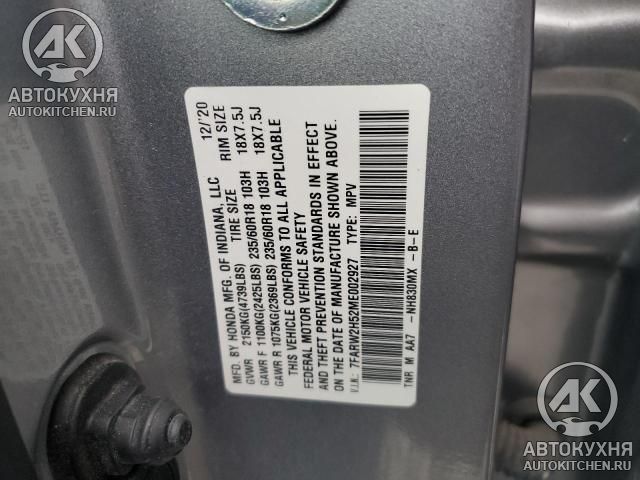 MFD. BY HONDA MFG. OF INDIANA, LLC 12/'20
TIRE SIZE RIM SIZE
GVWR 2150KG(4739LBS)
GAWR F 1100KG(2425LBS) 235/60R18 103H 18X7.5J
GAWR R 1075KG(2369LBS) 235/60R18 103H 18X7.5J
THIS VEHICLE CONFORMS TO ALL APPLICABLE
FEDERAL MOTOR VEHICLE SAFETY
AND THEFT PREVENTION STANDARDS IN EFFECT
ON THE DATE OF MANUFACTURE SHOWN ABOVE.
V.I.N.: 7FARW2H52ME002927 TYPE: MPV
TNR M AA7 -NH830MX -B-E
АК
АВТОКУХНЯ
AUTOKITCHEN.RU
АК
АВТОКУХНЯ
AUTOKITCHEN.RU